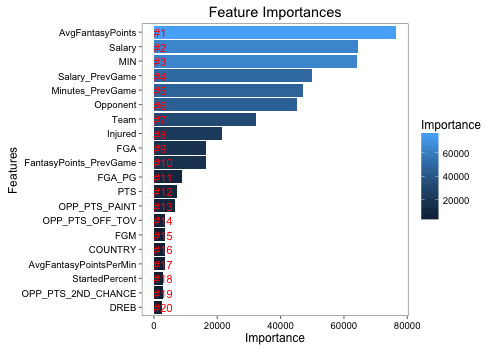 Feature Importances
AvgFantasyPoints #1
Salary #2
MIN #3
Salary_PrevGame #4
Minutes_PrevGame #5
Opponent #6
Team #7
Injured #8
FGA #9
FantasyPoints_PrevGame #10
FGA_PG #11
PTS #12
OPP_PTS_PAINT #13
OPP_PTS_OFF_TOV #14
FGM #15
COUNTRY #16
AvgFantasyPointsPerMin #17
StartedPercent #18
OPP_PTS_2ND_CHANCE #19
DREB #20
Features
0 20000 40000 60000 80000
Importance
Importance
60000
40000
20000